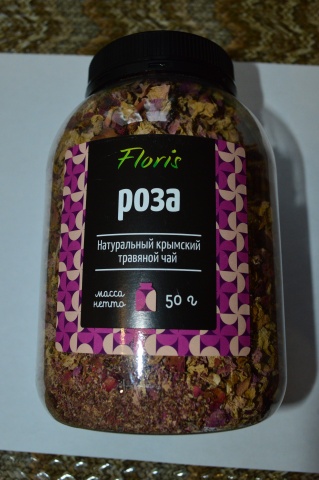 Floris
роза
Натуральный крымский
травяной чай
масса
нетто
50 г